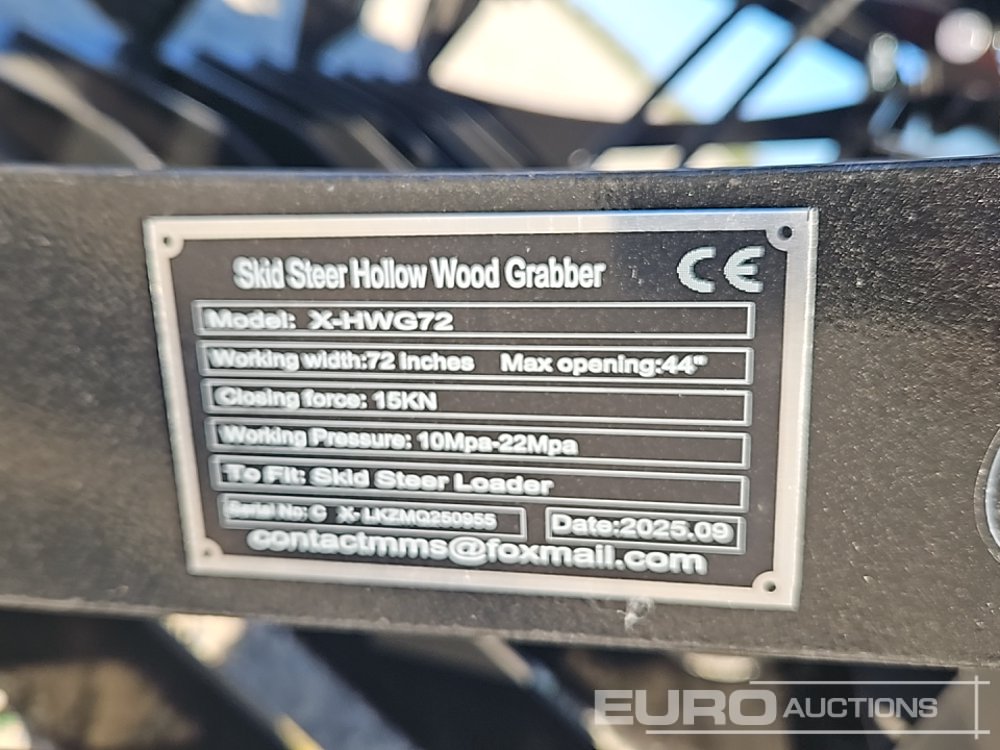 Skid Steer Hollow Wood Grabber CE
Model: X-HWG72
Working width:72 inches Max opening:44"
Closing force: 15KN
Working Pressure: 10Mpa-22Mpa
To Fit: Skid Steer Loader
Serial No: C X- LKZMQ250955 Date:2025.09
contactmms@foxmail.com
EURO AUCTIONS